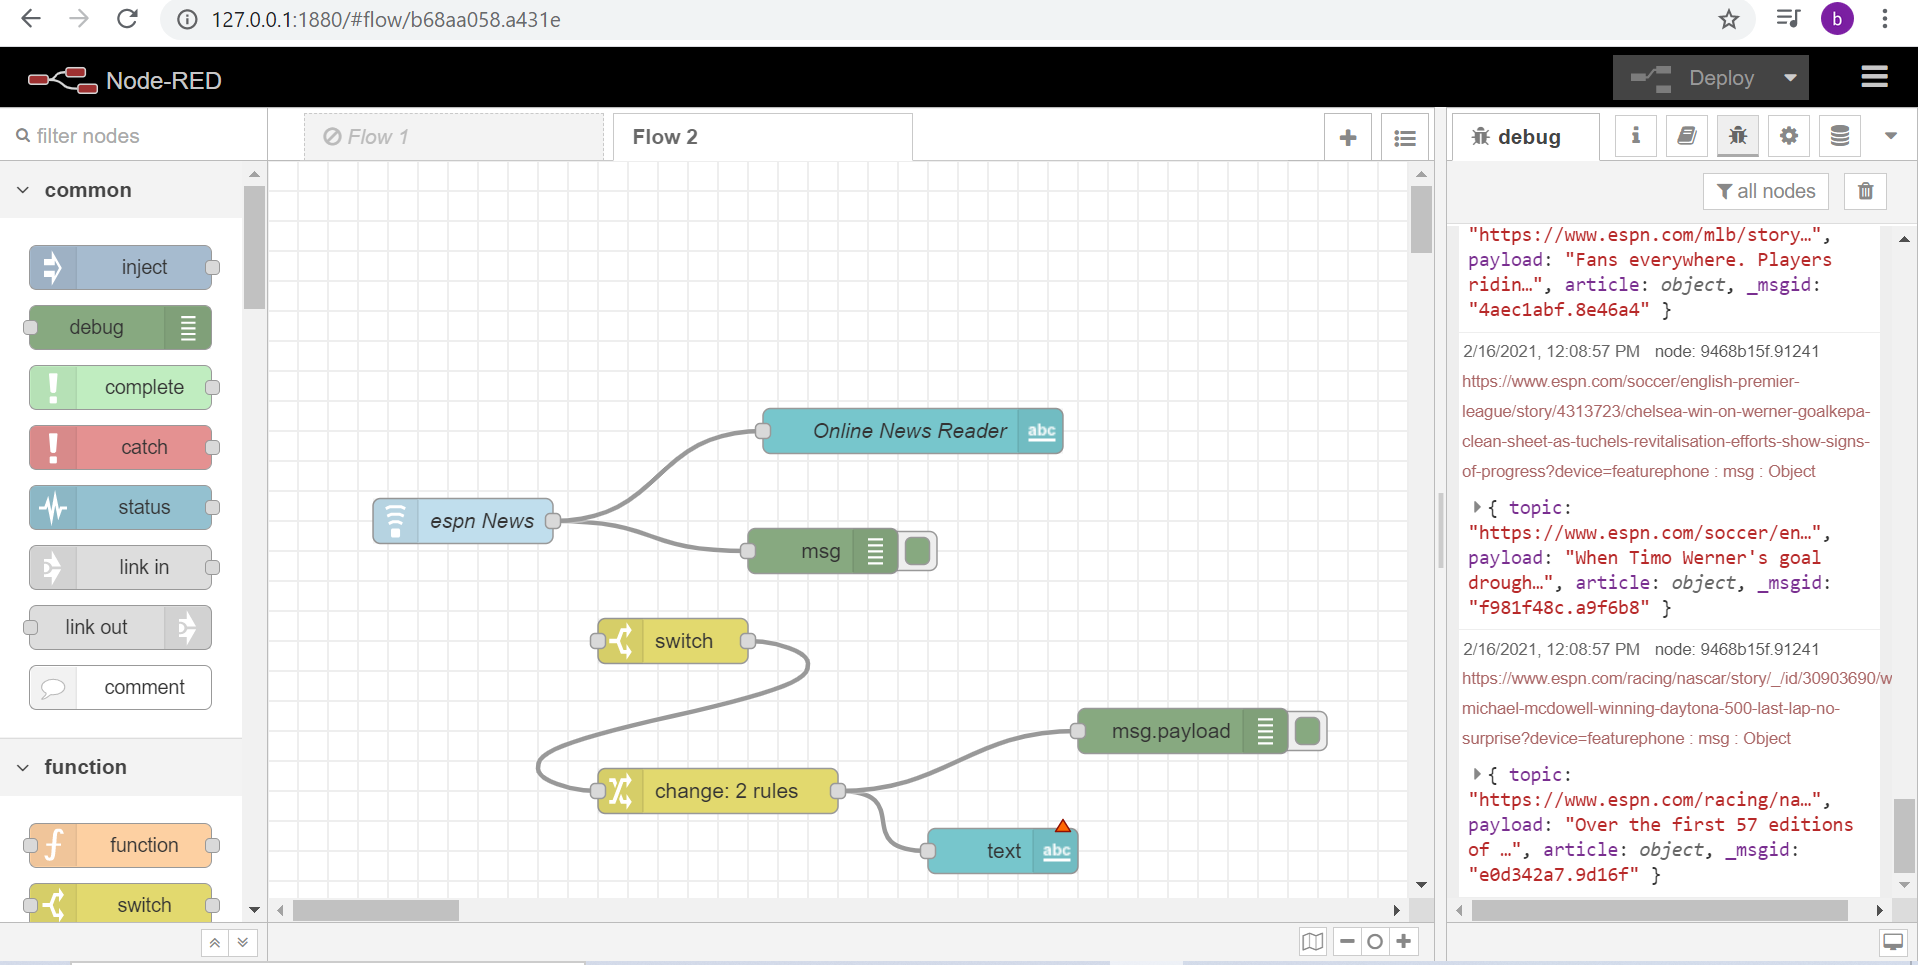 127.0.0.1:1880/#flow/b68aa058.a431e
b
Node-RED
Deploy
filter nodes
common
inject
debug
complete
catch
status
link in
link out
comment
function
function
switch
Flow 1
Flow 2
Online News Reader
abc
espn News
msg
switch
msg.payload
change: 2 rules
text
abc
debug
i
all nodes
"https://www.espn.com/mlb/story…",
payload: "Fans everywhere. Players
ridin…", article: object, _msgid:
"4aec1abf.8e46a4" }
2/16/2021, 12:08:57 PM node: 9468b15f.91241
https://www.espn.com/soccer/english-premier-
league/story/4313723/chelsea-win-on-werner-goalkepa-
clean-sheet-as-tuchels-revitalisation-efforts-show-signs-
of-progress?device=featurephone : msg : Object
{ topic:
"https://www.espn.com/soccer/en…",
payload: "When Timo Werner's goal
drough…", article: object, _msgid:
"f981f48c.a9f6b8" }
2/16/2021, 12:08:57 PM node: 9468b15f.91241
https://www.espn.com/racing/nascar/story/_/id/30903690/w
michael-mcdowell-winning-daytona-500-last-lap-no-
surprise?device=featurephone : msg : Object
{ topic:
"https://www.espn.com/racing/na…",
payload: "Over the first 57 editions
of …", article: object, _msgid:
"e0d342a7.9d16f" }